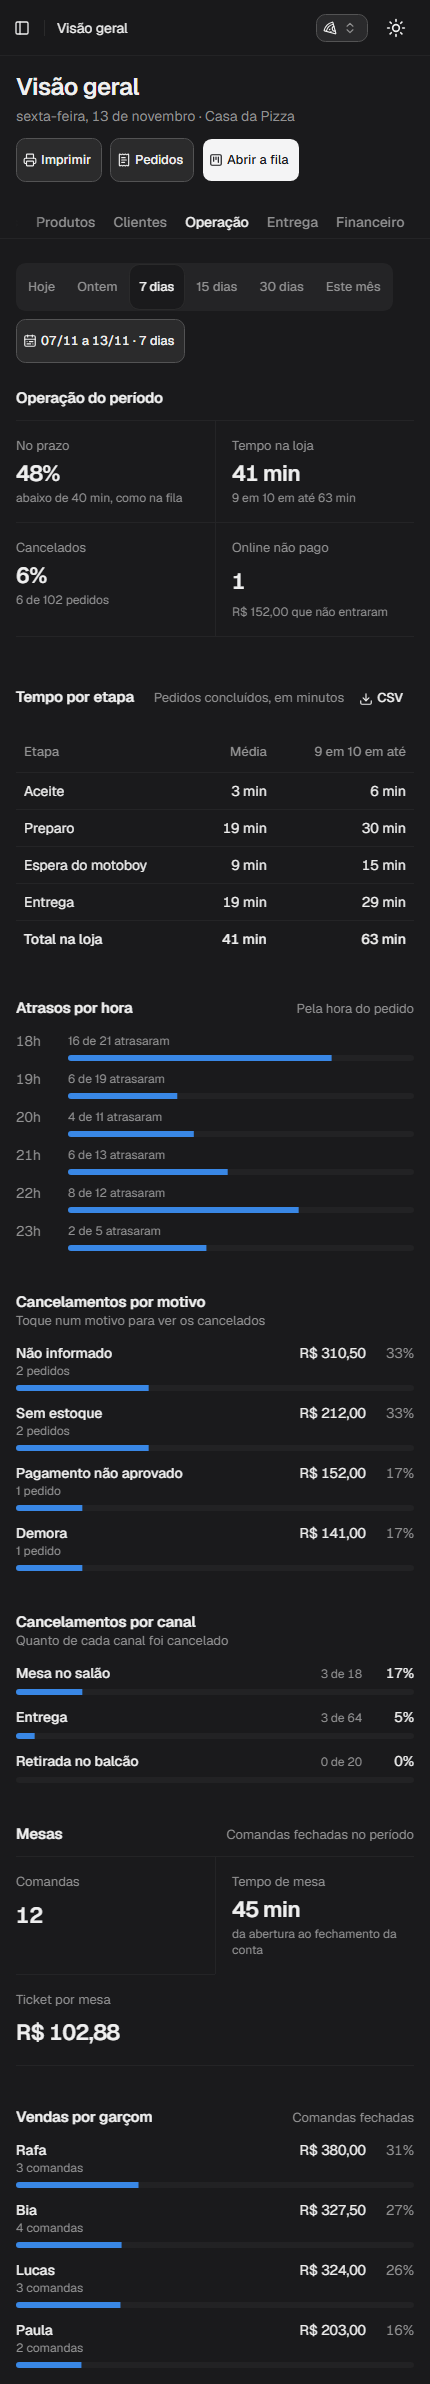 Visão geral
Visão geral
sexta-feira, 13 de novembro · Casa da Pizza
Imprimir Pedidos Abrir a fila
Produtos Clientes Operação Entrega Financeiro
Hoje Ontem 7 dias 15 dias 30 dias Este mês
07/11 a 13/11 · 7 dias
Operação do período
No prazo
48%
abaixo de 40 min, como na fila
Tempo na loja
41 min
9 em 10 em até 63 min
Cancelados
6%
6 de 102 pedidos
Online não pago
1
R$ 152,00 que não entraram
Tempo por etapa Pedidos concluídos, em minutos CSV
Etapa Média 9 em 10 em até
Aceite 3 min 6 min
Preparo 19 min 30 min
Espera do motoboy 9 min 15 min
Entrega 19 min 29 min
Total na loja 41 min 63 min
Atrasos por hora Pela hora do pedido
18h 16 de 21 atrasaram
19h 6 de 19 atrasaram
20h 4 de 11 atrasaram
21h 6 de 13 atrasaram
22h 8 de 12 atrasaram
23h 2 de 5 atrasaram
Cancelamentos por motivo
Toque num motivo para ver os cancelados
Não informado R$ 310,50 33%
2 pedidos
Sem estoque R$ 212,00 33%
2 pedidos
Pagamento não aprovado R$ 152,00 17%
1 pedido
Demora R$ 141,00 17%
1 pedido
Cancelamentos por canal
Quanto de cada canal foi cancelado
Mesa no salão 3 de 18 17%
Entrega 3 de 64 5%
Retirada no balcão 0 de 20 0%
Mesas Comandas fechadas no período
Comandas
12
Tempo de mesa
45 min
da abertura ao fechamento da
conta
Ticket por mesa
R$ 102,88
Vendas por garçom Comandas fechadas
Rafa R$ 380,00 31%
3 comandas
Bia R$ 327,50 27%
4 comandas
Lucas R$ 324,00 26%
3 comandas
Paula R$ 203,00 16%
2 comandas